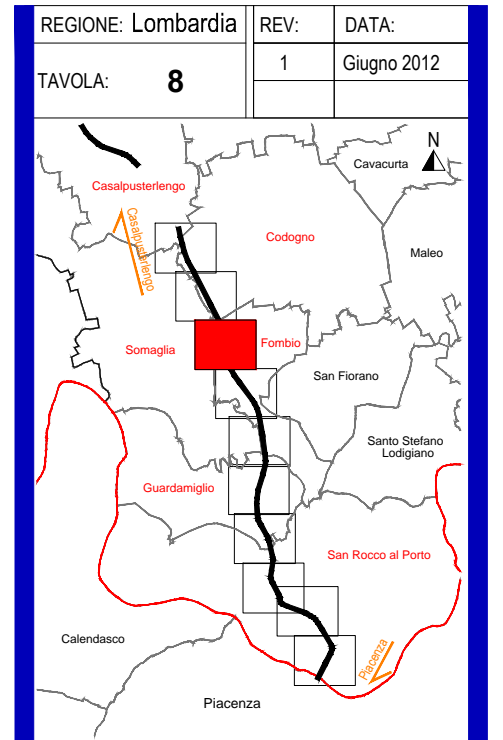 REGIONE: Lombardia
REV:
DATA:
TAVOLA: 8
1
Giugno 2012
N
Cavacurta
Casalpusterlengo
Casalpusterlengo
Codogno
Maleo
Somaglia
Fombio
San Fiorano
Santo Stefano
Lodigiano
Guardamiglio
San Rocco al Porto
Calendasco
Piacenza
Piacenza